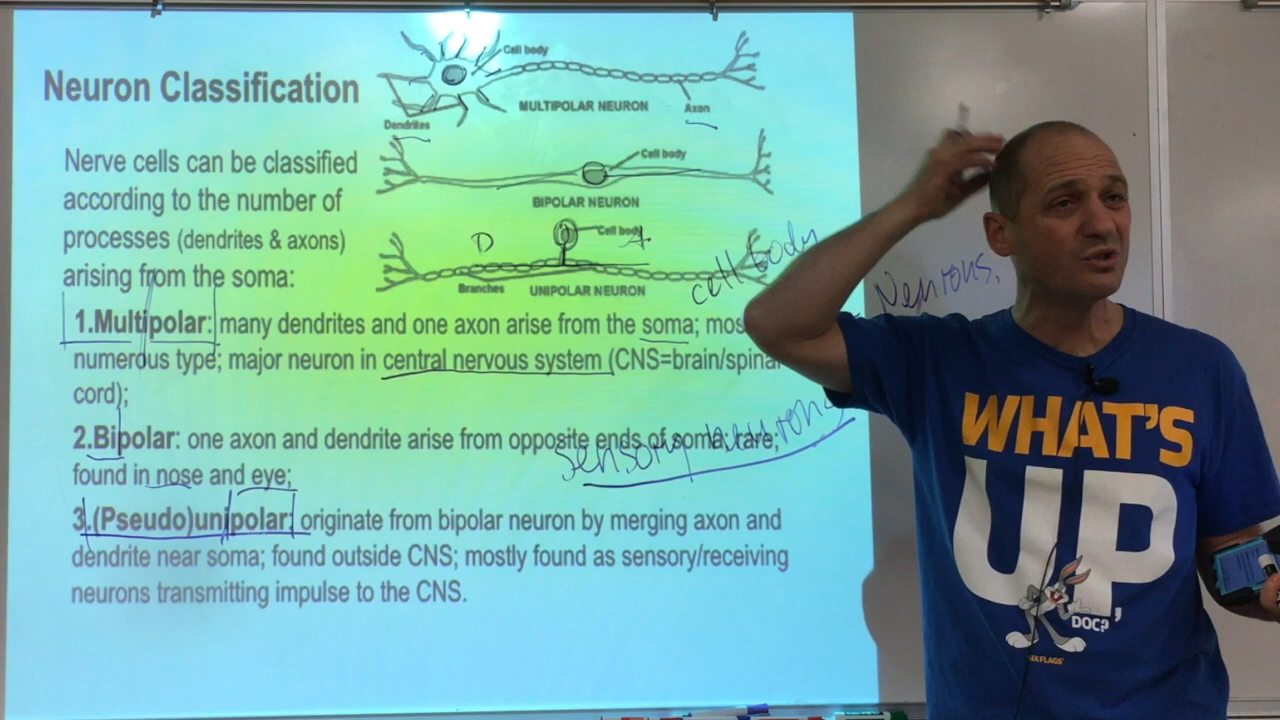 Neuron Classification
Cell body
MULTIPOLAR NEURON
Axon
Dendrites
Nerve cells can be classified
according to the number of
processes (dendrites & axons)
arising from the soma:
Cell body
BIPOLAR NEURON
D
Cell body
A
Branches
UNIPOLAR NEURON
cell body
Neurons,
1.Multipolar: many dendrites and one axon arise from the soma;
numerous type; major neuron in central nervous system (CNS=brain/spinal
cord);
2.Bipolar: one axon and dendrite arise from opposite ends of soma; rare;
found in nose and eye;
sensory neurons
3.(Pseudo)unipolar: originate from bipolar neuron by merging axon and
dendrite near soma; found outside CNS; mostly found as sensory/receiving
neurons transmitting impulse to the CNS.
WHAT'S
UP,
DOC?
SIX FLAGS